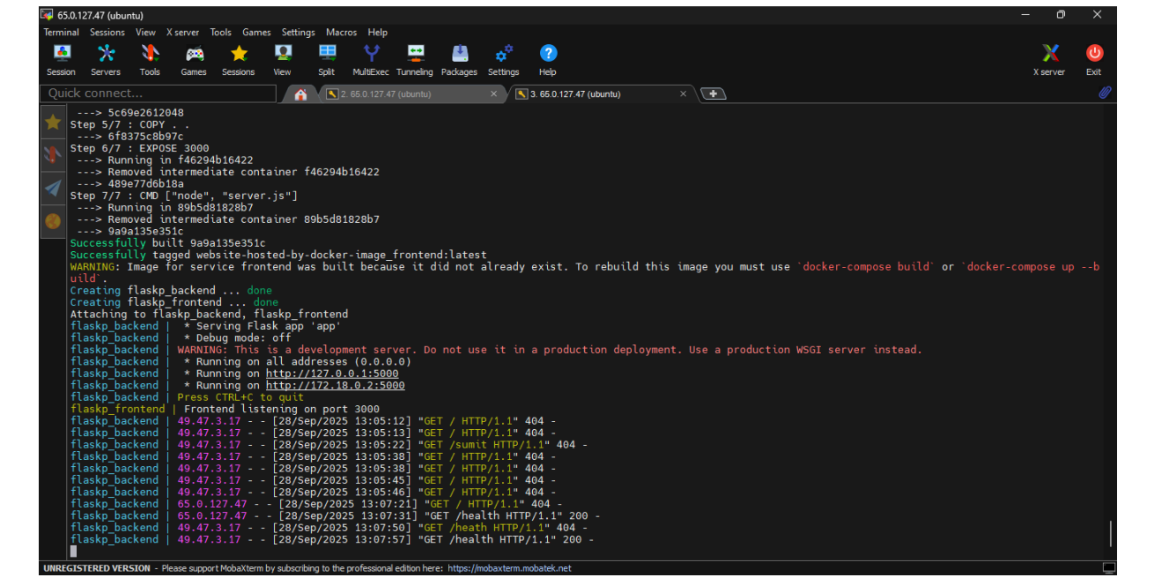 65.0.127.47 (ubuntu)
Terminal Sessions View X server Tools Games Settings Macros Help
Session Servers Tools Games Sessions View Split MultiExec Tunneling Packages Settings Help X server Exit
Quick connect... 2. 65.0.127.47 (ubuntu) 3. 65.0.127.47 (ubuntu)
---> 5c69e2612048
Step 5/7 : COPY . .
---> 6f8375c8b97c
Step 6/7 : EXPOSE 3000
---> Running in f46294b16422
---> Removed intermediate container f46294b16422
---> 489e77d6b18a
Step 7/7 : CMD ["node", "server.js"]
---> Running in 89b5d81828b7
---> Removed intermediate container 89b5d81828b7
---> 9a9a135e351c
Successfully built 9a9a135e351c
Successfully tagged website-hosted-by-docker-image_frontend:latest
WARNING: Image for service frontend was built because it did not already exist. To rebuild this image you must use `docker-compose build` or `docker-compose up --b
uild`.
Creating flaskp_backend ... done
Creating flaskp_frontend ... done
Attaching to flaskp_backend, flaskp_frontend
flaskp_backend | * Serving Flask app 'app'
flaskp_backend | * Debug mode: off
flaskp_backend | WARNING: This is a development server. Do not use it in a production deployment. Use a production WSGI server instead.
flaskp_backend | * Running on all addresses (0.0.0.0)
flaskp_backend | * Running on http://127.0.0.1:5000
flaskp_backend | * Running on http://172.18.0.2:5000
flaskp_backend | Press CTRL+C to quit
flaskp_frontend | Frontend listening on port 3000
flaskp_backend | 49.47.3.17 - - [28/Sep/2025 13:05:12] "GET / HTTP/1.1" 404 -
flaskp_backend | 49.47.3.17 - - [28/Sep/2025 13:05:13] "GET / HTTP/1.1" 404 -
flaskp_backend | 49.47.3.17 - - [28/Sep/2025 13:05:22] "GET /sumit HTTP/1.1" 404 -
flaskp_backend | 49.47.3.17 - - [28/Sep/2025 13:05:38] "GET / HTTP/1.1" 404 -
flaskp_backend | 49.47.3.17 - - [28/Sep/2025 13:05:38] "GET / HTTP/1.1" 404 -
flaskp_backend | 49.47.3.17 - - [28/Sep/2025 13:05:45] "GET / HTTP/1.1" 404 -
flaskp_backend | 49.47.3.17 - - [28/Sep/2025 13:05:46] "GET / HTTP/1.1" 404 -
flaskp_backend | 65.0.127.47 - - [28/Sep/2025 13:07:21] "GET / HTTP/1.1" 404 -
flaskp_backend | 65.0.127.47 - - [28/Sep/2025 13:07:31] "GET /health HTTP/1.1" 200 -
flaskp_backend | 49.47.3.17 - - [28/Sep/2025 13:07:50] "GET /heath HTTP/1.1" 404 -
flaskp_backend | 49.47.3.17 - - [28/Sep/2025 13:07:57] "GET /health HTTP/1.1" 200 -
UNREGISTERED VERSION - Please support MobaXterm by subscribing to the professional edition here: https://mobaxterm.mobatek.net